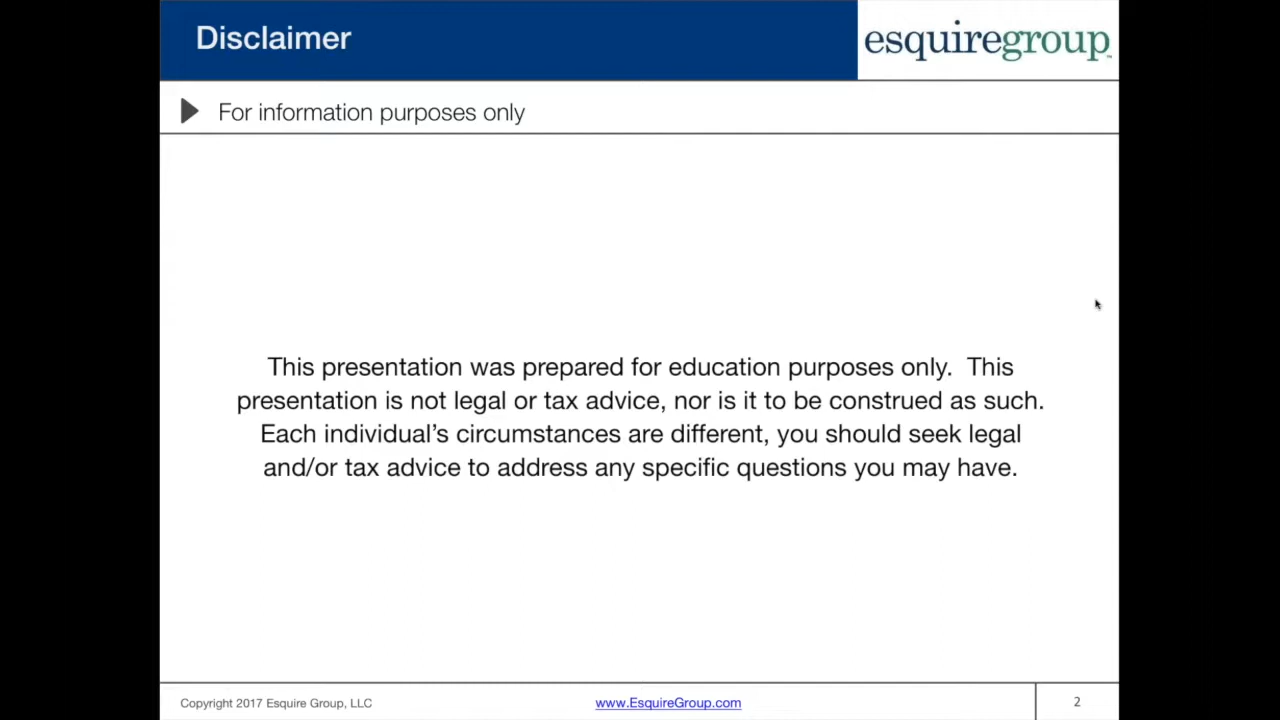 Disclaimer
esquiregroup™
For information purposes only
This presentation was prepared for education purposes only.  This
presentation is not legal or tax advice, nor is it to be construed as such.
Each individual’s circumstances are different, you should seek legal
and/or tax advice to address any specific questions you may have.
Copyright 2017 Esquire Group, LLC
www.EsquireGroup.com
2